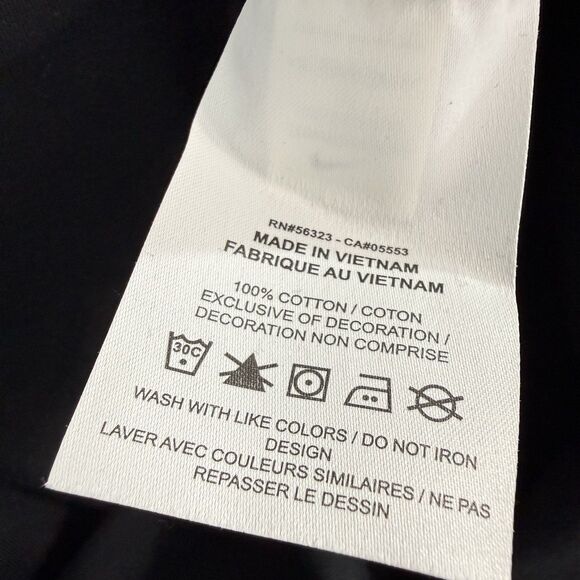 RN#56323 - CA#05553
MADE IN VIETNAM
FABRIQUE AU VIETNAM
100% COTTON / COTON
EXCLUSIVE OF DECORATION /
DECORATION NON COMPRISE
30C
WASH WITH LIKE COLORS / DO NOT IRON
DESIGN
LAVER AVEC COULEURS SIMILAIRES / NE PAS
REPASSER LE DESSIN